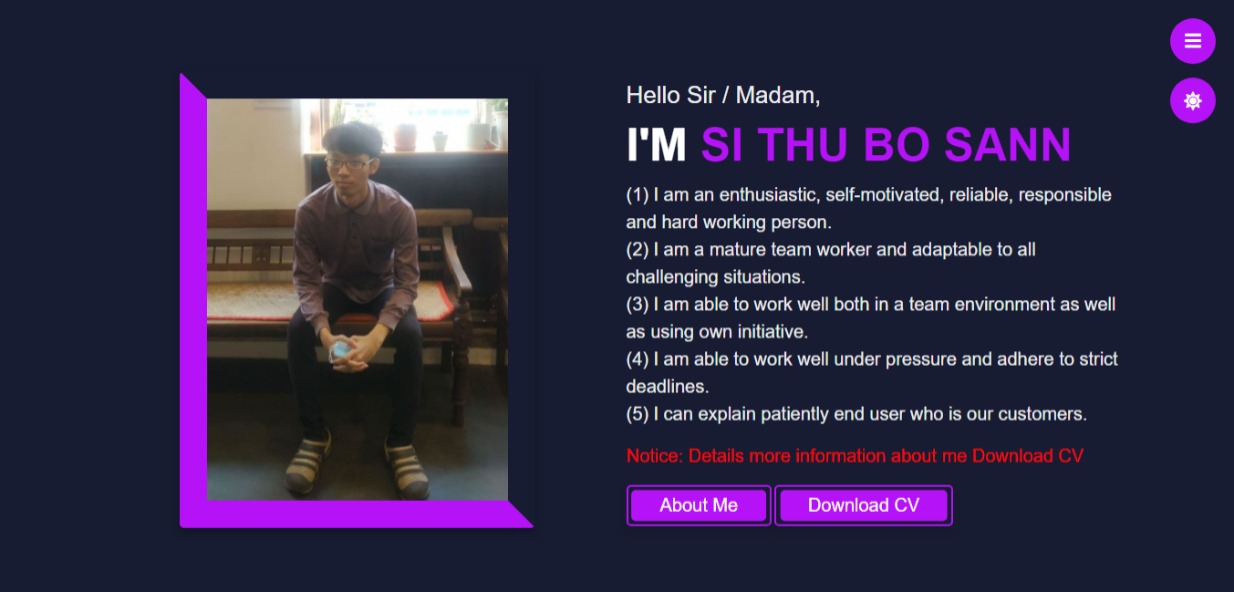 Hello Sir / Madam,
I'M SI THU BO SANN
(1) I am an enthusiastic, self-motivated, reliable, responsible
and hard working person.
(2) I am a mature team worker and adaptable to all
challenging situations.
(3) I am able to work well both in a team environment as well
as using own initiative.
(4) I am able to work well under pressure and adhere to strict
deadlines.
(5) I can explain patiently end user who is our customers.
Notice: Details more information about me Download CV
About Me Download CV